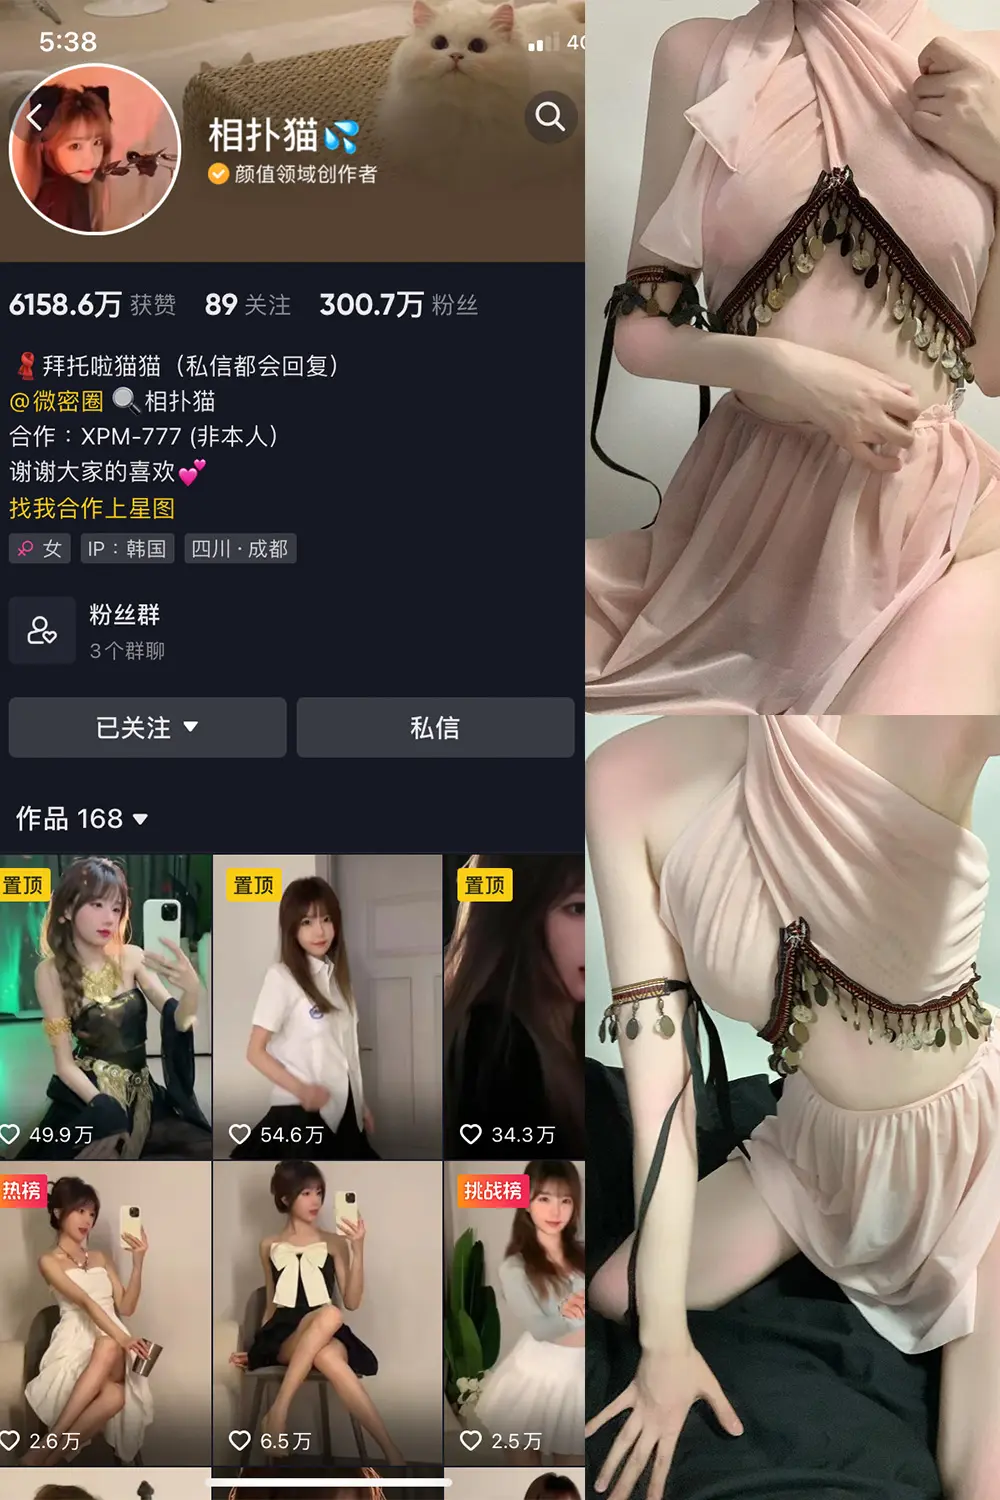 5:38
4G
相扑猫💦
颜值领域创作者
6158.6万 获赞 89 关注 300.7万 粉丝
🧣拜托啦猫猫（私信都会回复）
@微密圈 🔍相扑猫
合作：XPM-777 (非本人)
谢谢大家的喜欢💕
找我合作上星图
女 IP：韩国 四川·成都
粉丝群
3个群聊
已关注 私信
作品 168
置顶 置顶 置顶
49.9万 54.6万 34.3万
热榜 挑战榜
2.6万 6.5万 2.5万